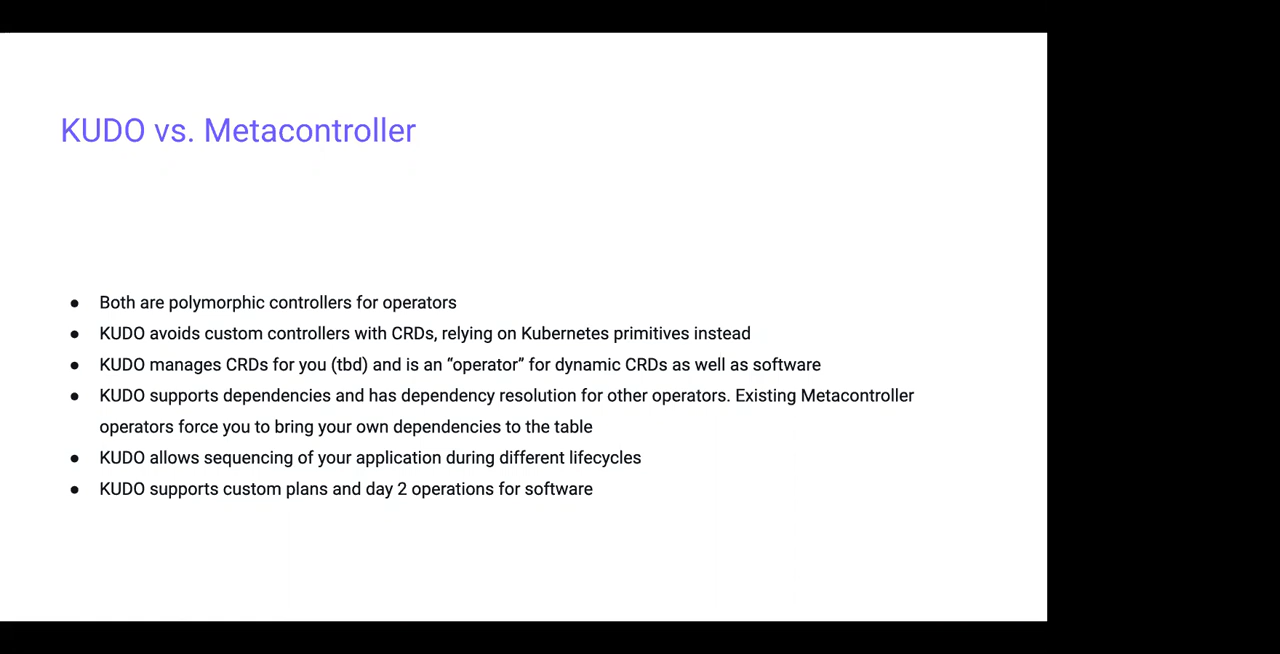 KUDO vs. Metacontroller
● Both are polymorphic controllers for operators
● KUDO avoids custom controllers with CRDs, relying on Kubernetes primitives instead
● KUDO manages CRDs for you (tbd) and is an “operator” for dynamic CRDs as well as software
● KUDO supports dependencies and has dependency resolution for other operators. Existing Metacontroller
operators force you to bring your own dependencies to the table
● KUDO allows sequencing of your application during different lifecycles
● KUDO supports custom plans and day 2 operations for software